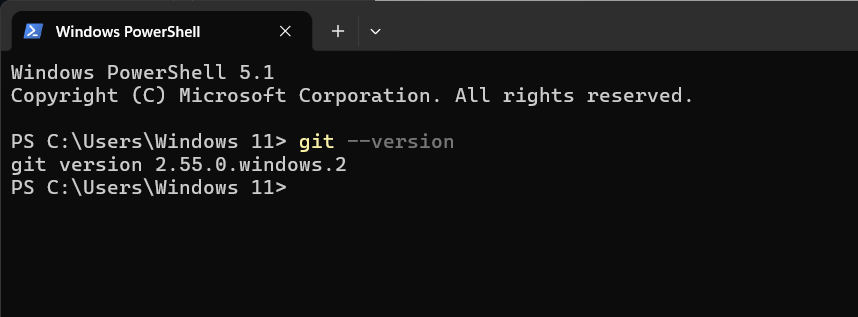 Windows PowerShell
Windows PowerShell 5.1
Copyright (C) Microsoft Corporation. All rights reserved.
PS C:\Users\Windows 11> git --version
git version 2.55.0.windows.2
PS C:\Users\Windows 11>